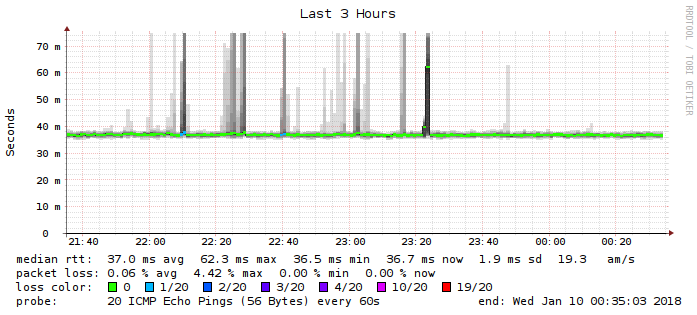 Last 3 Hours
RRDTOOL / TOBI OETIKER
Seconds
70 m
60 m
50 m
40 m
30 m
20 m
10 m
0
21:40 22:00 22:20 22:40 23:00 23:20 23:40 00:00 00:20
median rtt: 37.0 ms avg 62.3 ms max 36.5 ms min 36.7 ms now 1.9 ms sd 19.3 am/s
packet loss: 0.06 % avg 4.42 % max 0.00 % min 0.00 % now
loss color: 0 1/20 2/20 3/20 4/20 10/20 19/20
probe: 20 ICMP Echo Pings (56 Bytes) every 60s end: Wed Jan 10 00:35:03 2018